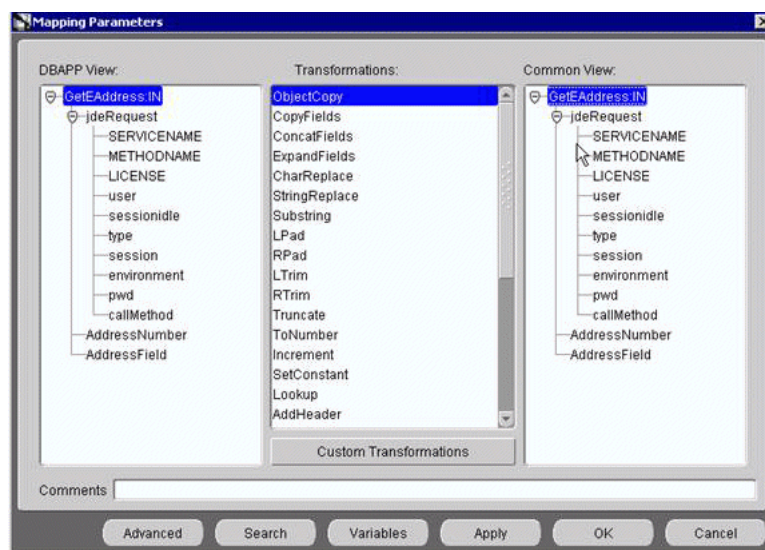 Mapping Parameters
DBAPP View:
GetEAddress:IN
jdeRequest
SERVICENAME
METHODNAME
LICENSE
user
sessionidle
type
session
environment
pwd
callMethod
AddressNumber
AddressField
Transformations:
ObjectCopy
CopyFields
ConcatFields
ExpandFields
CharReplace
StringReplace
Substring
LPad
RPad
LTrim
RTrim
Truncate
ToNumber
Increment
SetConstant
Lookup
AddHeader
Custom Transformations
Common View:
GetEAddress:IN
jdeRequest
SERVICENAME
METHODNAME
LICENSE
user
sessionidle
type
session
environment
pwd
callMethod
AddressNumber
AddressField
Comments
Advanced
Search
Variables
Apply
OK
Cancel